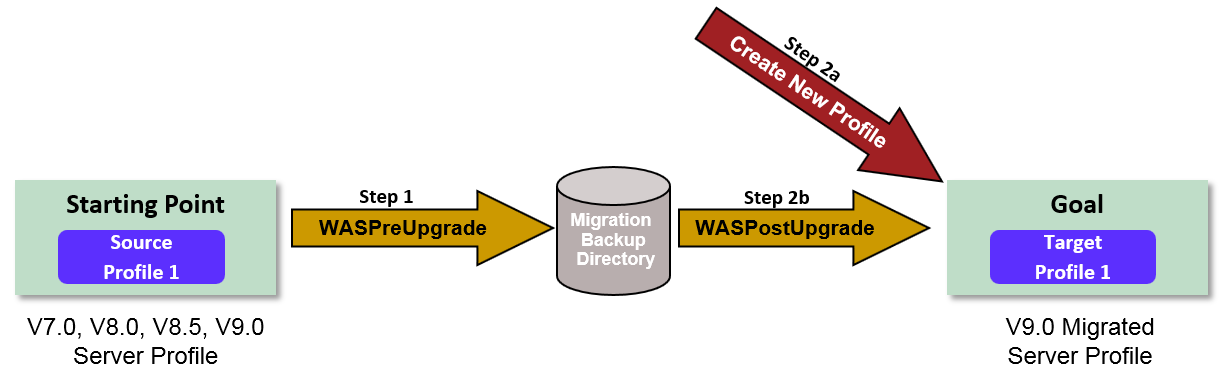 Step 2a
Create New Profile
Starting Point
Source
Profile 1
V7.0, V8.0, V8.5, V9.0
Server Profile
Step 1
WASPreUpgrade
Migration
Backup
Directory
Step 2b
WASPostUpgrade
Goal
Target
Profile 1
V9.0 Migrated
Server Profile